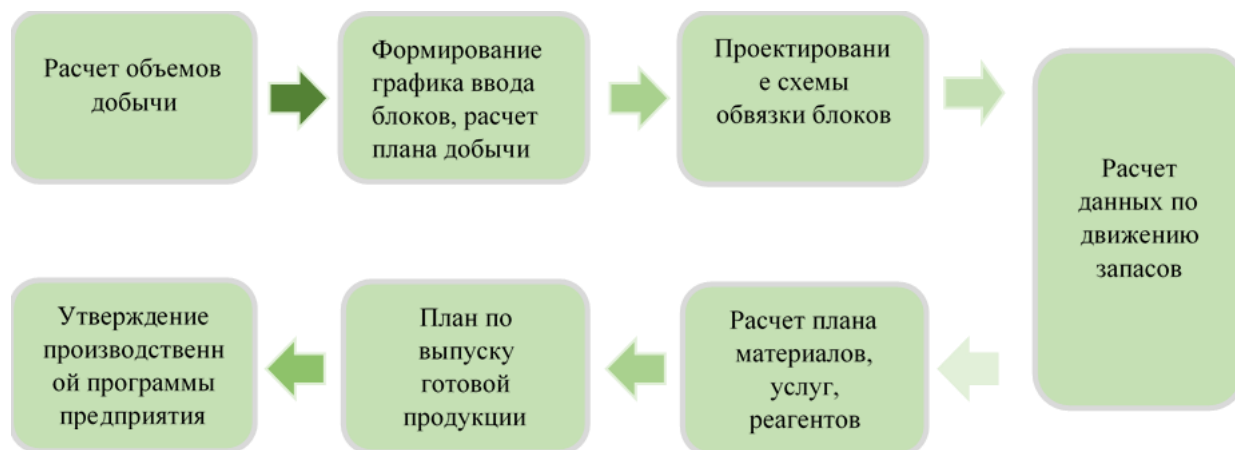 Расчет объемов
добычи
Формирование
графика ввода
блоков, расчет
плана добычи
Проектировани
е схемы
обвязки блоков
Расчет
данных по
движению
запасов
Расчет плана
материалов,
услуг,
реагентов
План по
выпуску
готовой
продукции
Утверждение
производственн
ой программы
предприятия